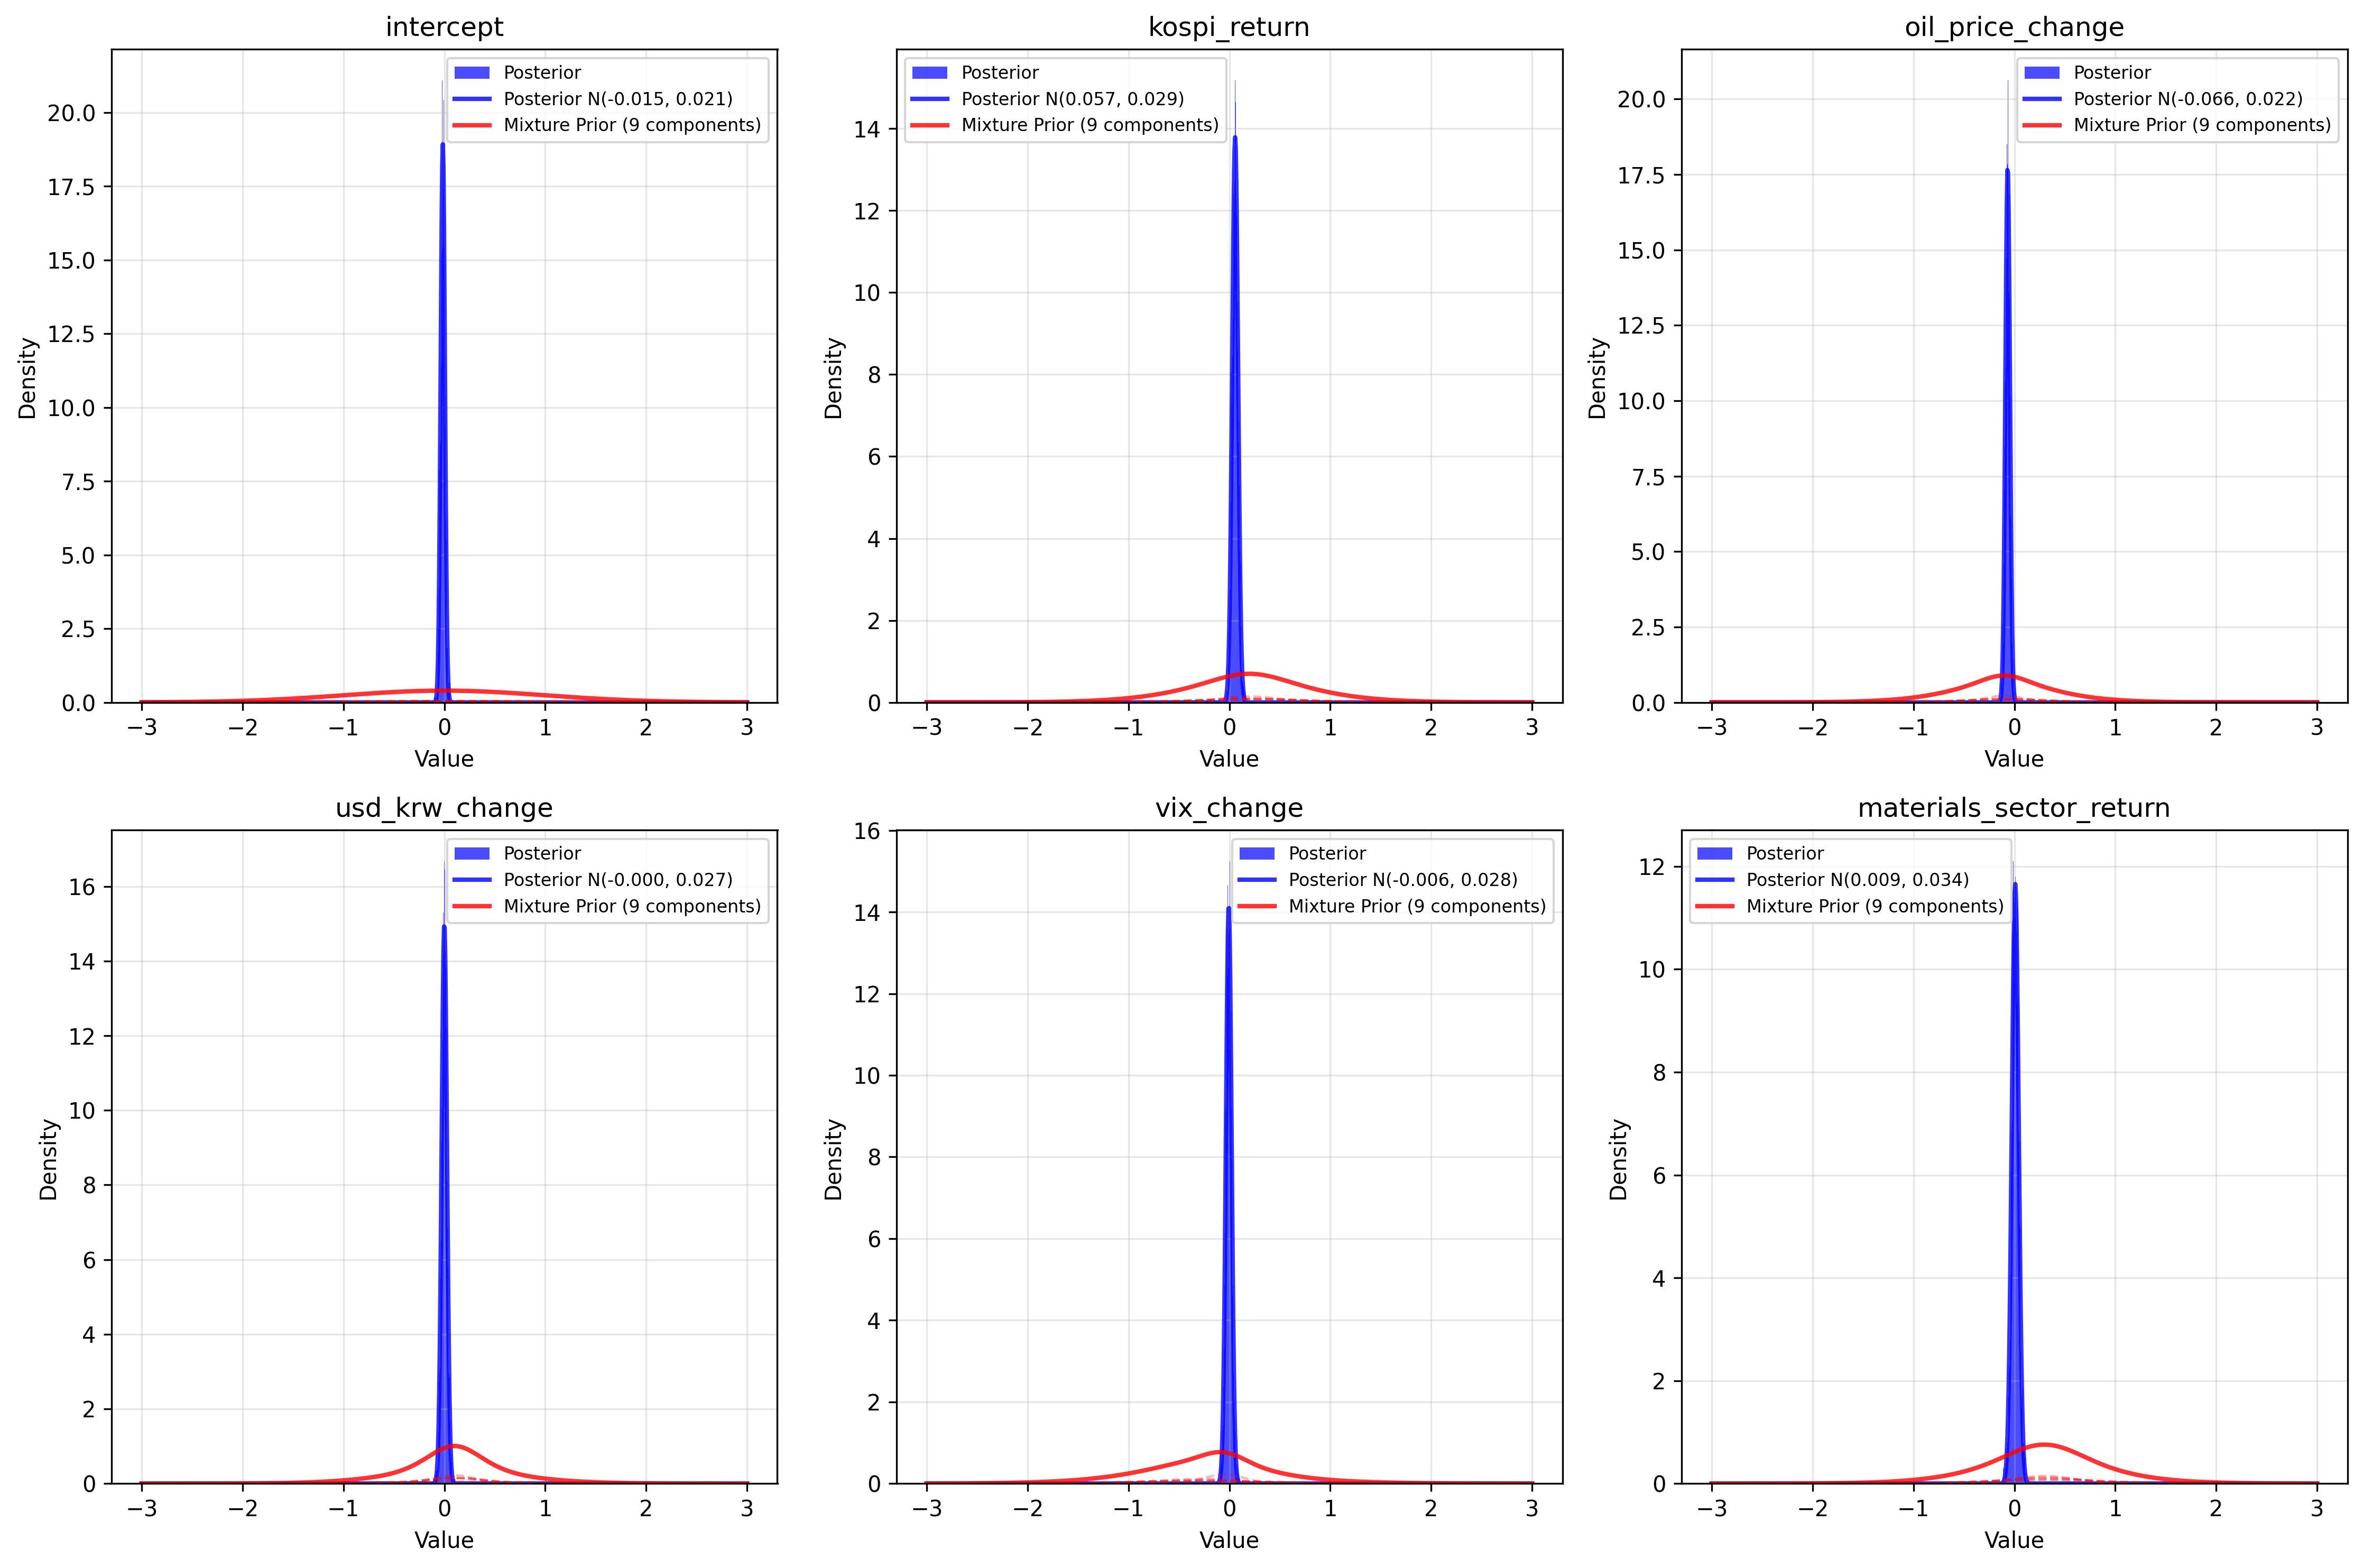 intercept
Density
20.0
17.5
15.0
12.5
10.0
7.5
5.0
2.5
0.0
Posterior
Posterior N(-0.015, 0.021)
Mixture Prior (9 components)
−3 −2 −1 0 1 2 3
Value
kospi_return
Density
14
12
10
8
6
4
2
0
Posterior
Posterior N(0.057, 0.029)
Mixture Prior (9 components)
−3 −2 −1 0 1 2 3
Value
oil_price_change
Density
20.0
17.5
15.0
12.5
10.0
7.5
5.0
2.5
0.0
Posterior
Posterior N(-0.066, 0.022)
Mixture Prior (9 components)
−3 −2 −1 0 1 2 3
Value
usd_krw_change
Density
16
14
12
10
8
6
4
2
0
Posterior
Posterior N(-0.000, 0.027)
Mixture Prior (9 components)
−3 −2 −1 0 1 2 3
Value
vix_change
Density
16
14
12
10
8
6
4
2
0
Posterior
Posterior N(-0.006, 0.028)
Mixture Prior (9 components)
−3 −2 −1 0 1 2 3
Value
materials_sector_return
Density
12
10
8
6
4
2
0
Posterior
Posterior N(0.009, 0.034)
Mixture Prior (9 components)
−3 −2 −1 0 1 2 3
Value